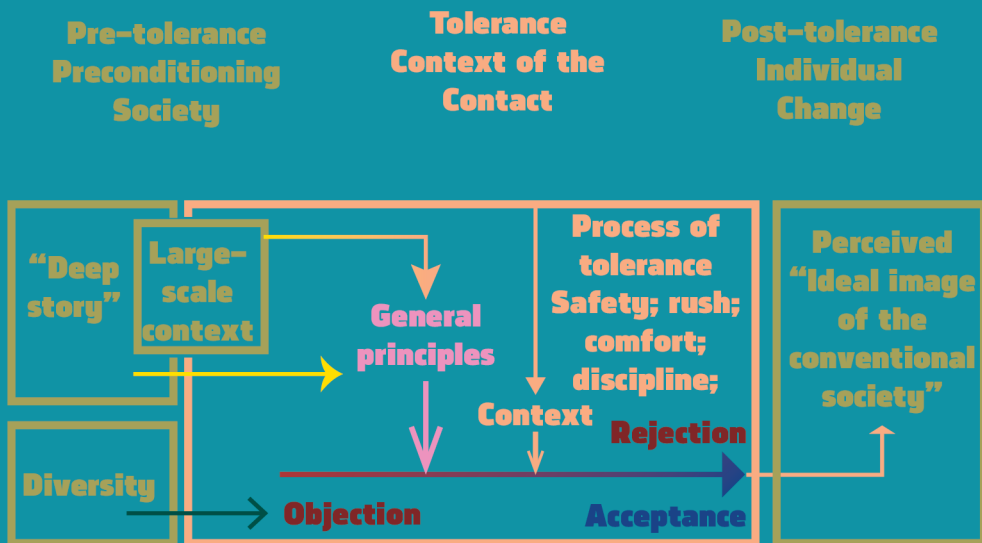 Pre-tolerance
Preconditioning
Society
Tolerance
Context of the
Contact
Post-tolerance
Individual
Change
“Deep
story”
Large-
scale
context
General
principles
Process of
tolerance
Safety; rush;
comfort;
discipline;
Context
Rejection
Perceived
“Ideal image
of the
conventional
society”
Diversity
Objection
Acceptance